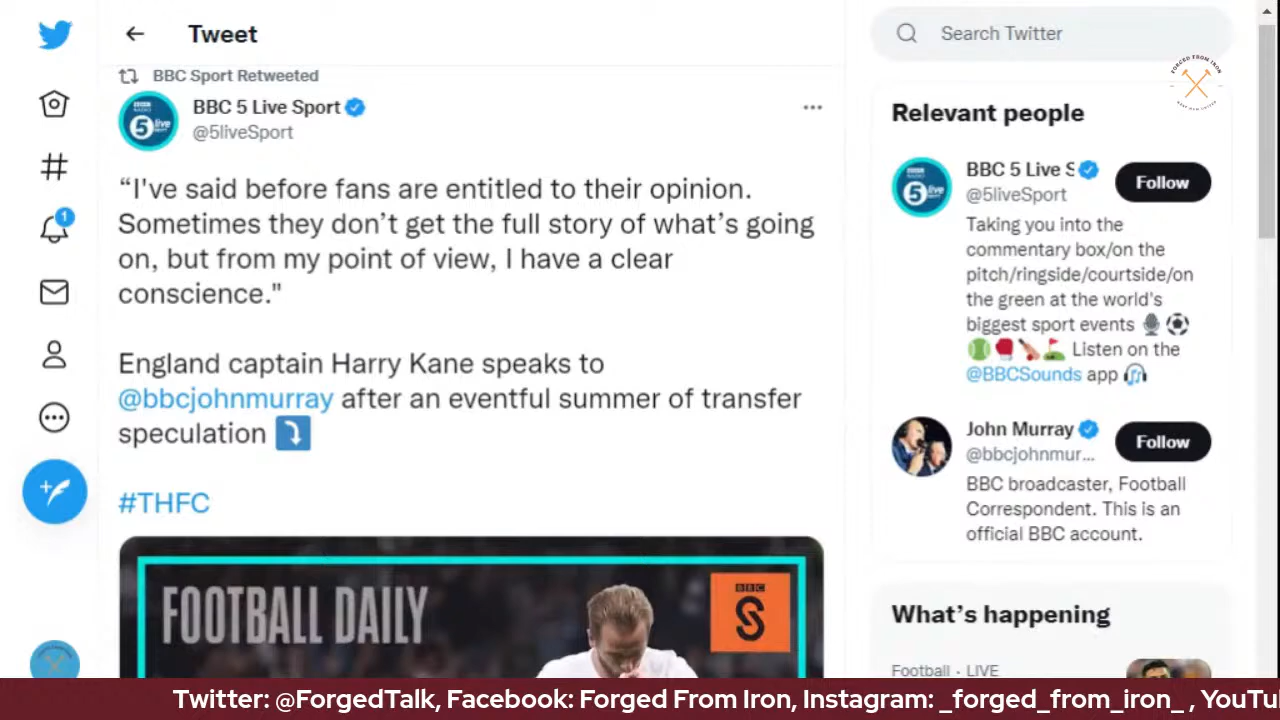 Tweet
Search Twitter
BBC Sport Retweeted
BBC 5 Live Sport
@5liveSport
“I've said before fans are entitled to their opinion.
Sometimes they don’t get the full story of what’s going
on, but from my point of view, I have a clear
conscience."
England captain Harry Kane speaks to
@bbcjohnmurray after an eventful summer of transfer
speculation
#THFC
FOOTBALL DAILY
BBC
S
Relevant people
FORGED FROM IRON
BBC 5 Live S
@5liveSport
Follow
Taking you into the
commentary box/on the
pitch/ringside/courtside/on
the green at the world's
biggest sport events
Listen on the
@BBCSounds app
John Murray
@bbcjohnmur...
Follow
BBC broadcaster, Football
Correspondent. This is an
official BBC account.
What’s happening
Football · LIVE
1
Twitter: @ForgedTalk, Facebook: Forged From Iron, Instagram: _forged_from_iron_ , YouTu